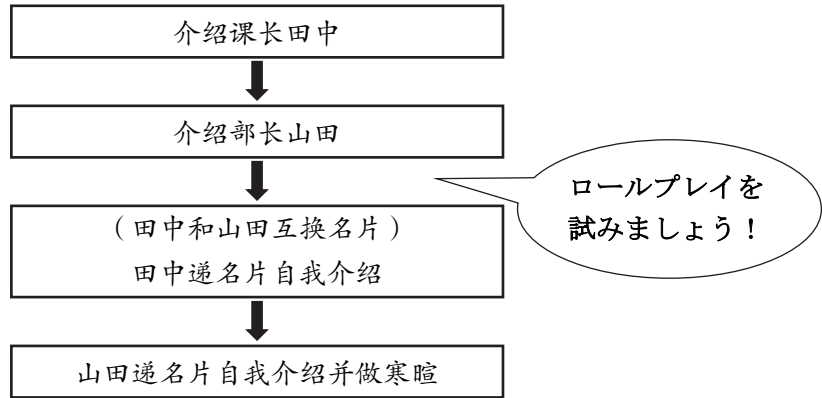 介绍课长田中
介绍部长山田
（田中和山田互换名片）
田中递名片自我介绍
山田递名片自我介绍并做寒暄
ロールプレイを
試みましょう！